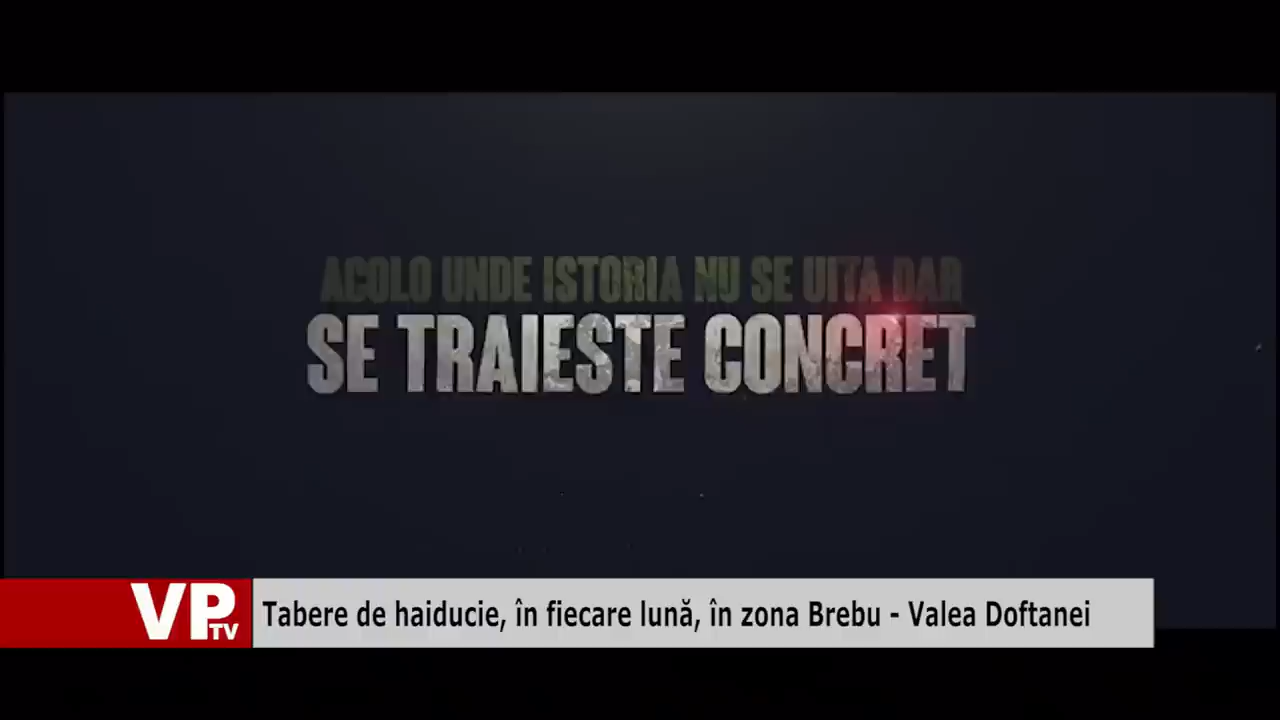 ACOLO UNDE ISTORIA NU SE UITA DAR
SE TRAIESTE CONCRET
VP TV
Tabere de haiducie, în fiecare lună, în zona Brebu - Valea Doftanei